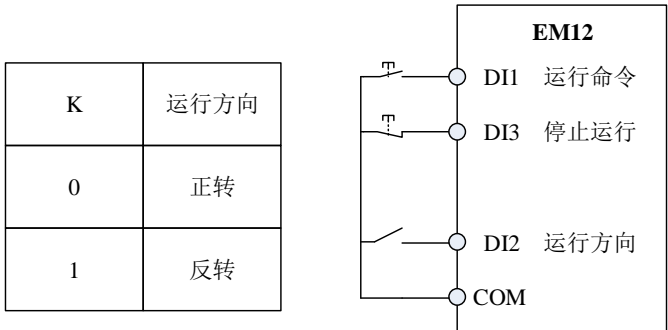 K 运行方向
0 正转
1 反转
EM12
DI1 运行命令
DI3 停止运行
DI2 运行方向
COM